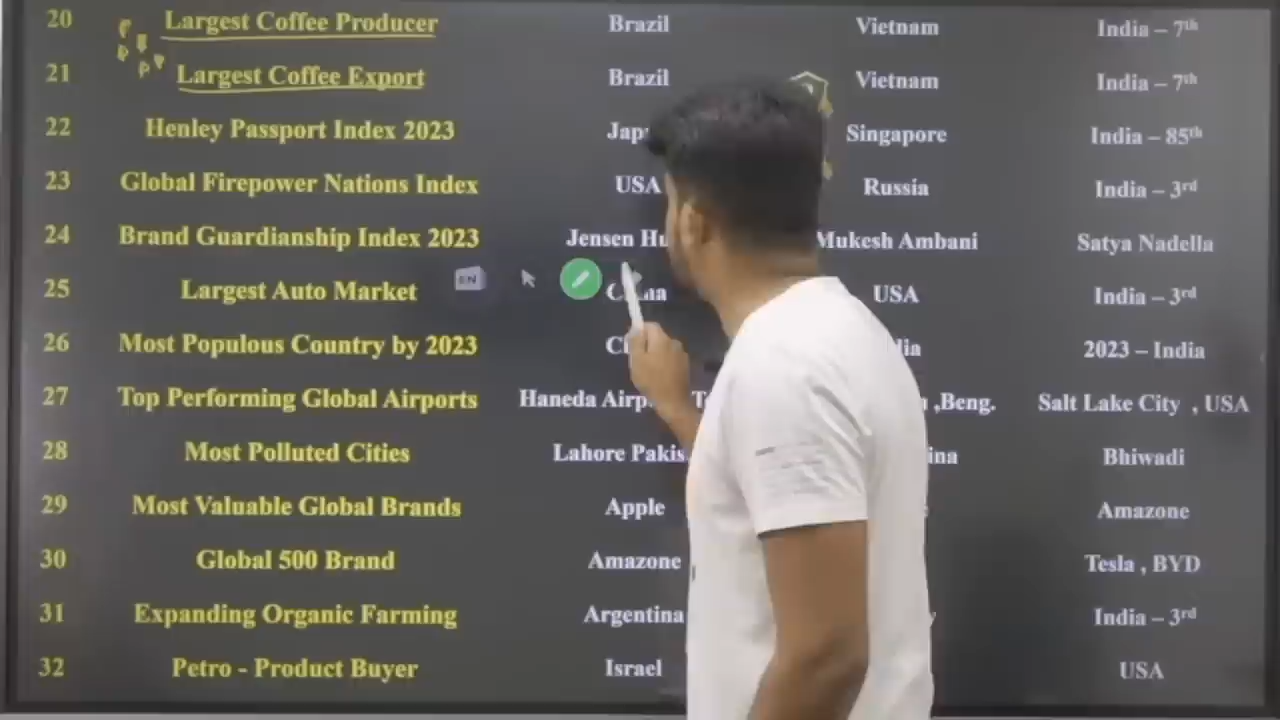 20 Largest Coffee Producer Brazil Vietnam India – 7th
21 Largest Coffee Export Brazil Vietnam India – 7th
22 Henley Passport Index 2023 Singapore India – 85th
23 Global Firepower Nations Index USA Russia India – 3rd
24 Brand Guardianship Index 2023 Jensen Mukesh Ambani Satya Nadella
EN
25 Largest Auto Market USA India – 3rd
26 Most Populous Country by 2023 2023 – India
27 Top Performing Global Airports Haneda ,Beng. Salt Lake City , USA
28 Most Polluted Cities Lahore Bhiwadi
29 Most Valuable Global Brands Apple Amazone
30 Global 500 Brand Amazone Tesla , BYD
31 Expanding Organic Farming Argentina India – 3rd
32 Petro - Product Buyer Israel USA